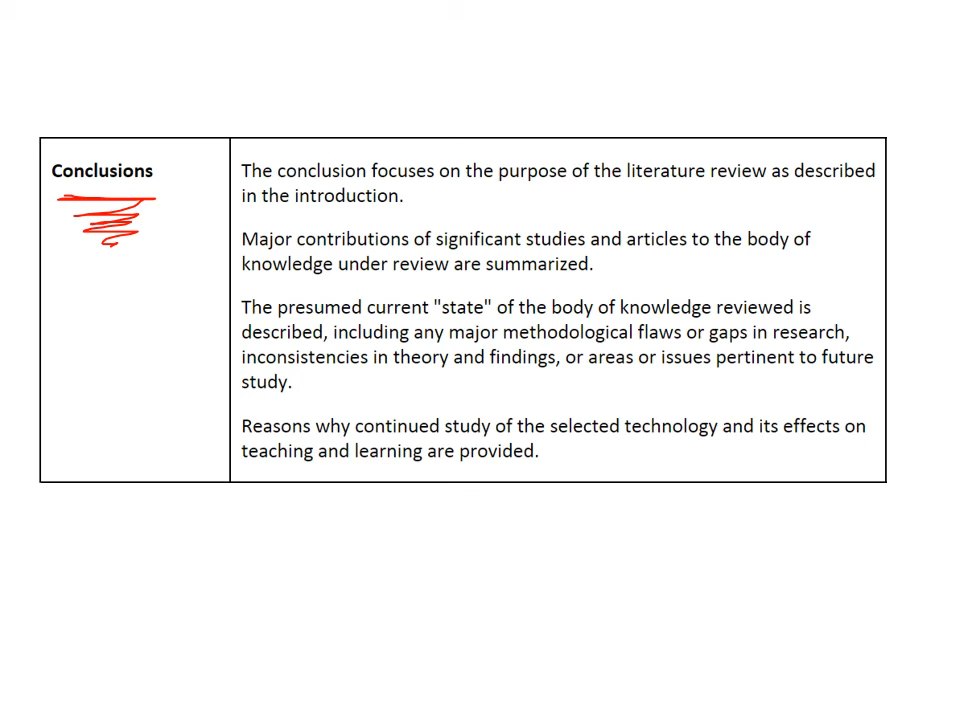 Conclusions
The conclusion focuses on the purpose of the literature review as described
in the introduction.
Major contributions of significant studies and articles to the body of
knowledge under review are summarized.
The presumed current "state" of the body of knowledge reviewed is
described, including any major methodological flaws or gaps in research,
inconsistencies in theory and findings, or areas or issues pertinent to future
study.
Reasons why continued study of the selected technology and its effects on
teaching and learning are provided.